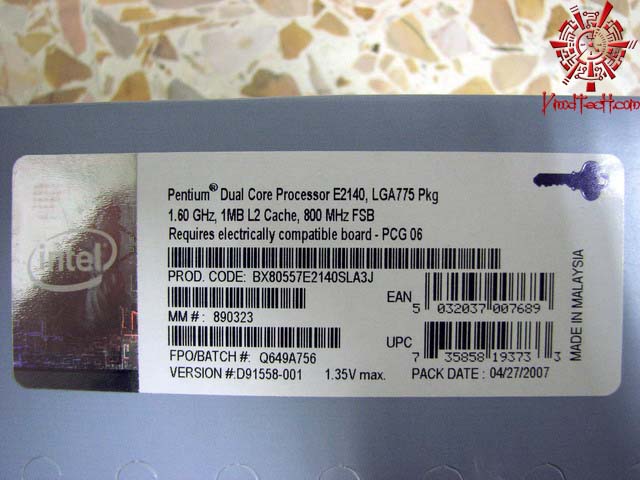 VmodTech.com
Pentium® Dual Core Processor E2140, LGA775 Pkg
1.60 GHz, 1MB L2 Cache, 800 MHz FSB
Requires electrically compatible board - PCG 06
intel
PROD. CODE: BX80557E2140SLA3J
EAN
5 032037 007689
MM #: 890323
UPC
7 35858 19373 3
FPO/BATCH #: Q649A756
VERSION #:D91558-001 1.35V max. PACK DATE : 04/27/2007
MADE IN MALAYSIA